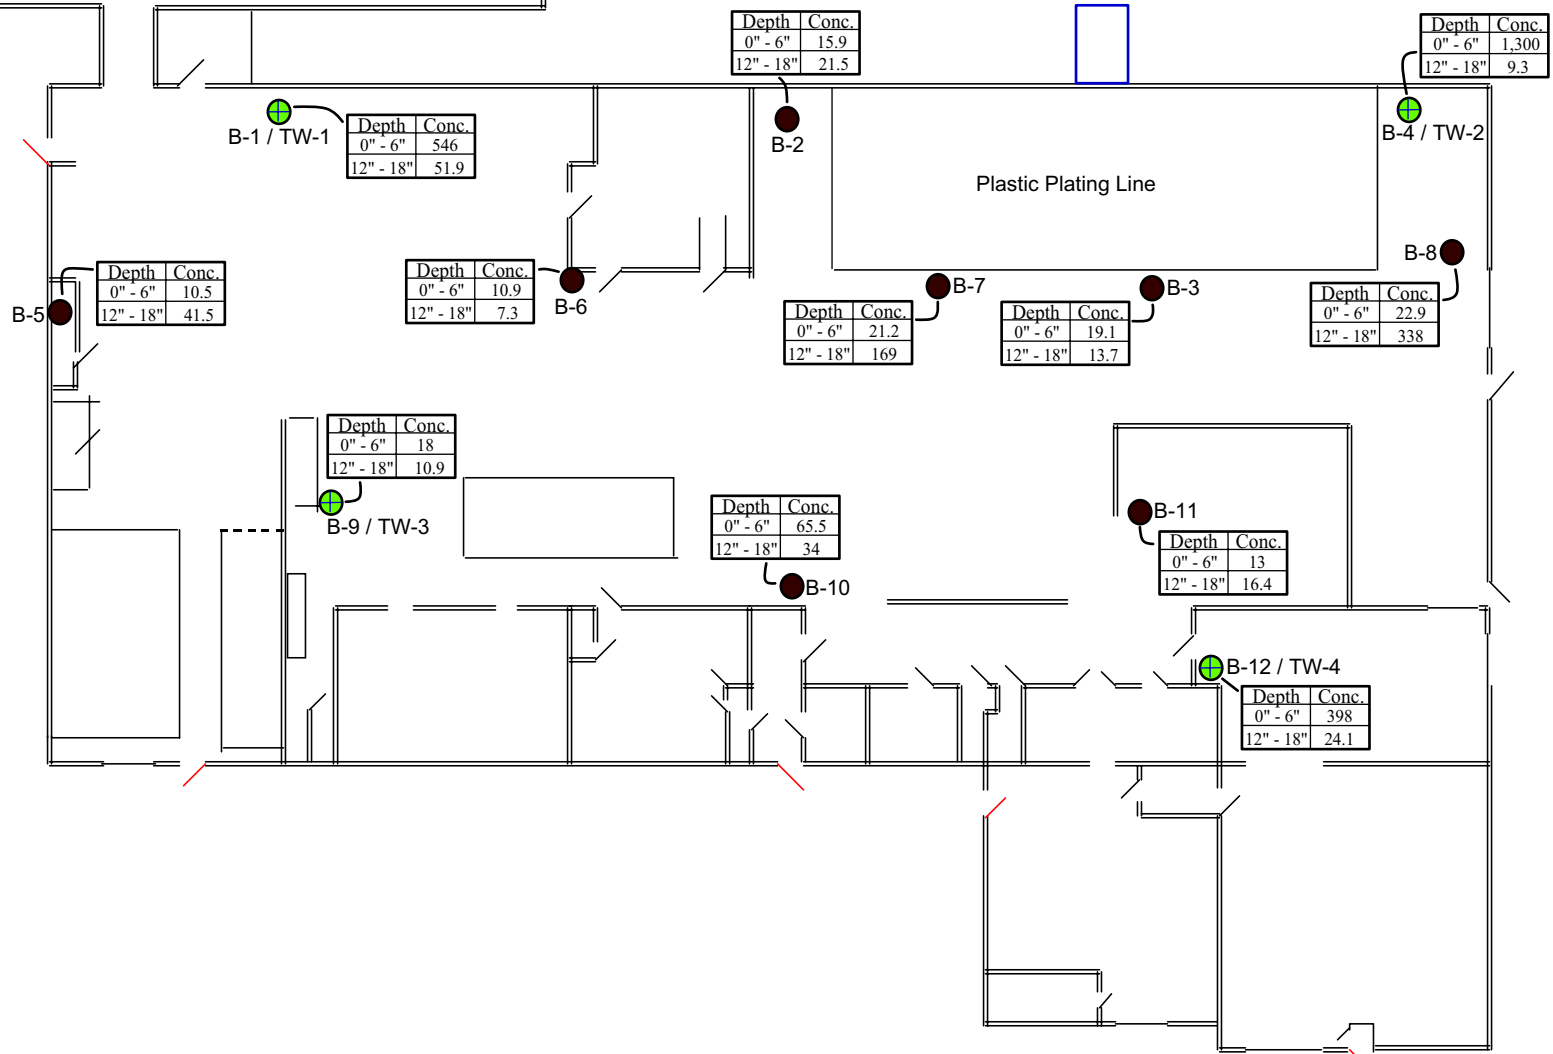 Depth Conc.
0" - 6" 15.9
12" - 18" 21.5
B-2
Depth Conc.
0" - 6" 1,300
12" - 18" 9.3
B-4 / TW-2
B-1 / TW-1
Depth Conc.
0" - 6" 546
12" - 18" 51.9
Plastic Plating Line
B-5
Depth Conc.
0" - 6" 10.5
12" - 18" 41.5
Depth Conc.
0" - 6" 10.9
12" - 18" 7.3
B-6
B-7
Depth Conc.
0" - 6" 21.2
12" - 18" 169
B-3
Depth Conc.
0" - 6" 19.1
12" - 18" 13.7
B-8
Depth Conc.
0" - 6" 22.9
12" - 18" 338
Depth Conc.
0" - 6" 18
12" - 18" 10.9
B-9 / TW-3
Depth Conc.
0" - 6" 65.5
12" - 18" 34
B-10
B-11
Depth Conc.
0" - 6" 13
12" - 18" 16.4
B-12 / TW-4
Depth Conc.
0" - 6" 398
12" - 18" 24.1